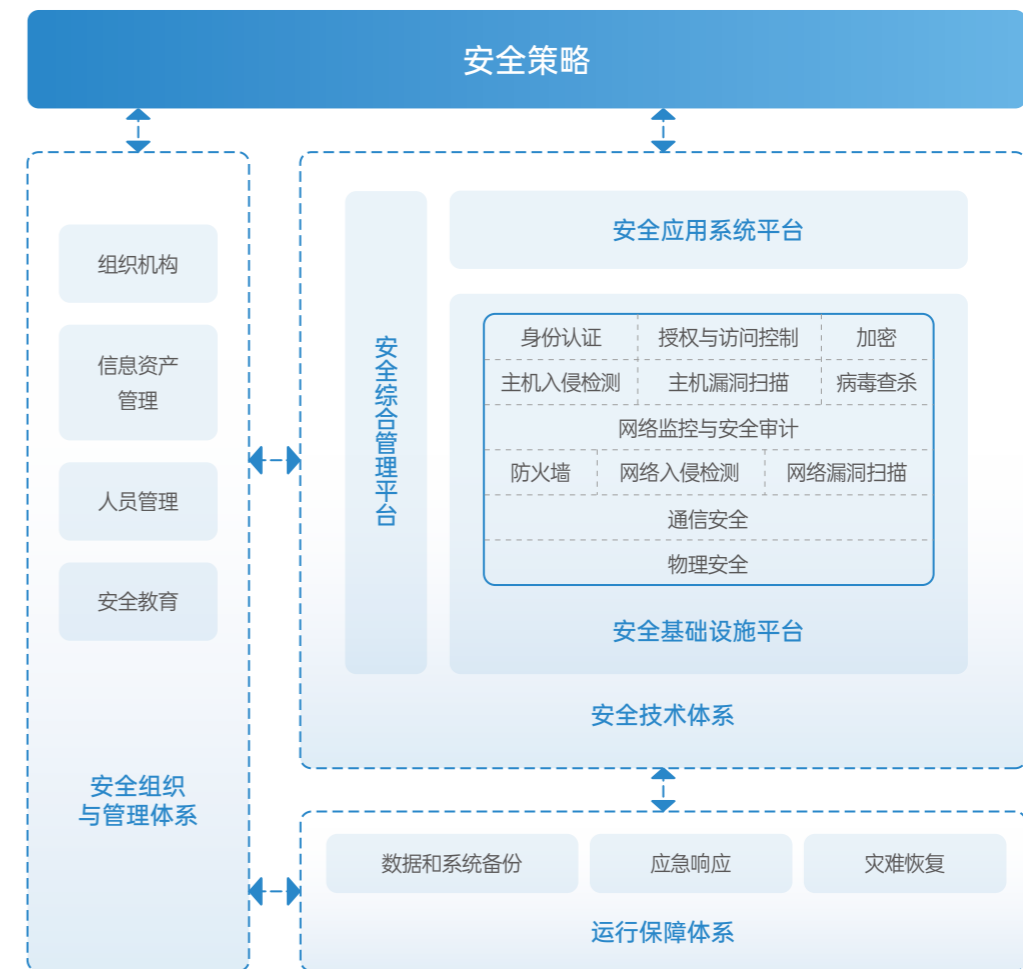 安全策略
组织机构
信息资产
管理
人员管理
安全教育
安全组织
与管理体系
安全综合管理平台
安全应用系统平台
身份认证 授权与访问控制 加密
主机入侵检测 主机漏洞扫描 病毒查杀
网络监控与安全审计
防火墙 网络入侵检测 网络漏洞扫描
通信安全
物理安全
安全基础设施平台
安全技术体系
数据和系统备份 应急响应 灾难恢复
运行保障体系